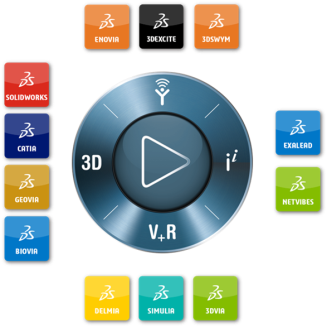 ENOVIA
3DEXCITE
3DSWYM
SOLIDWORKS
CATIA
GEOVIA
BIOVIA
3D
i i
V+R
EXALEAD
NETVIBES
DELMIA
SIMULIA
3DVIA